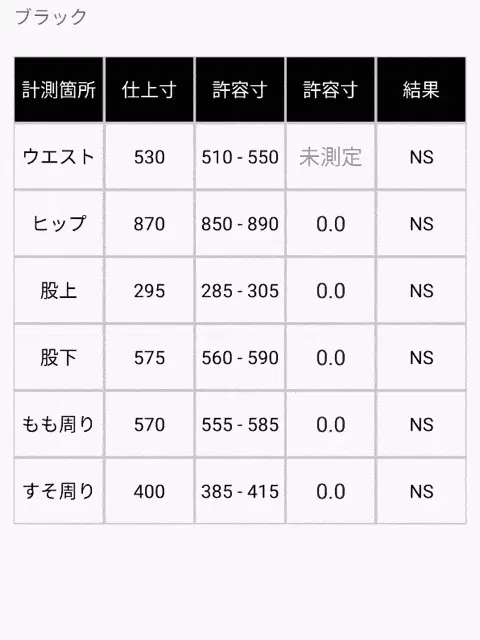 ブラック
計測箇所 仕上寸 許容寸 許容寸 結果
ウエスト 530 510 - 550 未測定 NS
ヒップ 870 850 - 890 0.0 NS
股上 295 285 - 305 0.0 NS
股下 575 560 - 590 0.0 NS
もも周り 570 555 - 585 0.0 NS
すそ周り 400 385 - 415 0.0 NS